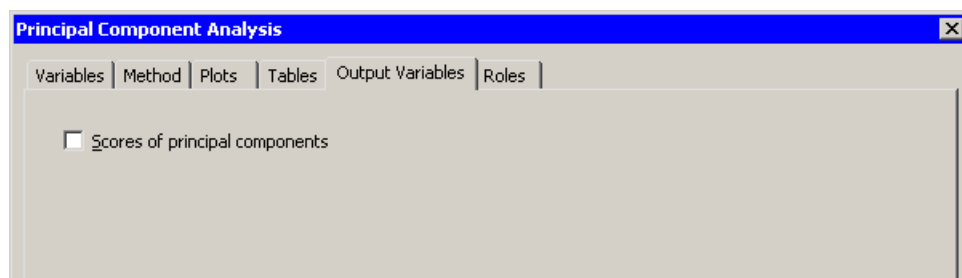 Principal Component Analysis
Variables Method Plots Tables Output Variables Roles
Scores of principal components